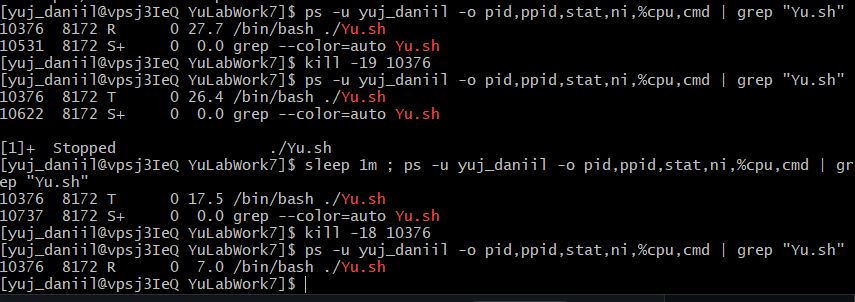 [yuj_daniil@vpsj3IeQ YuLabWork7]$ ps -u yuj_daniil -o pid,ppid,stat,ni,%cpu,cmd | grep "Yu.sh"
10376  8172 R      0 27.7 /bin/bash ./Yu.sh
10531  8172 S+     0  0.0 grep --color=auto Yu.sh
[yuj_daniil@vpsj3IeQ YuLabWork7]$ kill -19 10376
[yuj_daniil@vpsj3IeQ YuLabWork7]$ ps -u yuj_daniil -o pid,ppid,stat,ni,%cpu,cmd | grep "Yu.sh"
10376  8172 T      0 26.4 /bin/bash ./Yu.sh
10622  8172 S+     0  0.0 grep --color=auto Yu.sh
[1]+  Stopped                 ./Yu.sh
[yuj_daniil@vpsj3IeQ YuLabWork7]$ sleep 1m ; ps -u yuj_daniil -o pid,ppid,stat,ni,%cpu,cmd | gr
ep "Yu.sh"
10376  8172 T      0 17.5 /bin/bash ./Yu.sh
10737  8172 S+     0  0.0 grep --color=auto Yu.sh
[yuj_daniil@vpsj3IeQ YuLabWork7]$ kill -18 10376
[yuj_daniil@vpsj3IeQ YuLabWork7]$ ps -u yuj_daniil -o pid,ppid,stat,ni,%cpu,cmd | grep "Yu.sh"
10376  8172 R      0  7.0 /bin/bash ./Yu.sh
[yuj_daniil@vpsj3IeQ YuLabWork7]$